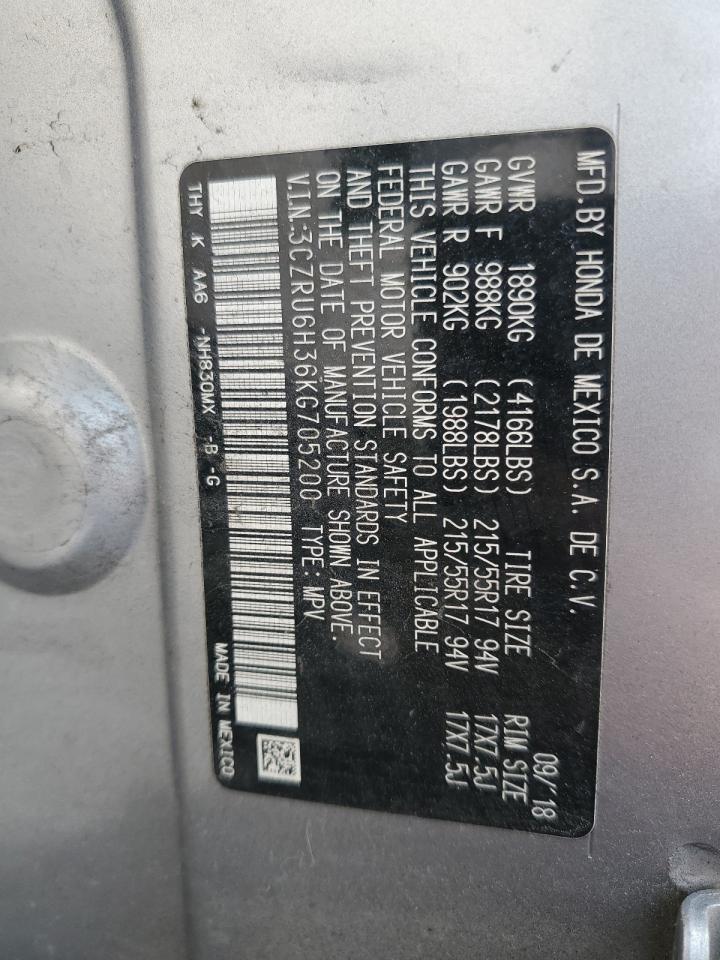 MFD. BY HONDA DE MEXICO S.A. DE C.V. 09/'18
GVWR 1890KG (4166LBS) TIRE SIZE RIM SIZE
GAWR F 988KG (2178LBS) 215/55R17 94V 17X7.5J
GAWR R 902KG (1988LBS) 215/55R17 94V 17X7.5J
THIS VEHICLE CONFORMS TO ALL APPLICABLE
FEDERAL MOTOR VEHICLE SAFETY
AND THEFT PREVENTION STANDARDS IN EFFECT
ON THE DATE OF MANUFACTURE SHOWN ABOVE.
V.I.N:3CZRU6H36KG705200 TYPE:MPV
THY K AA6 -NH830MX -B -G MADE IN MEXICO